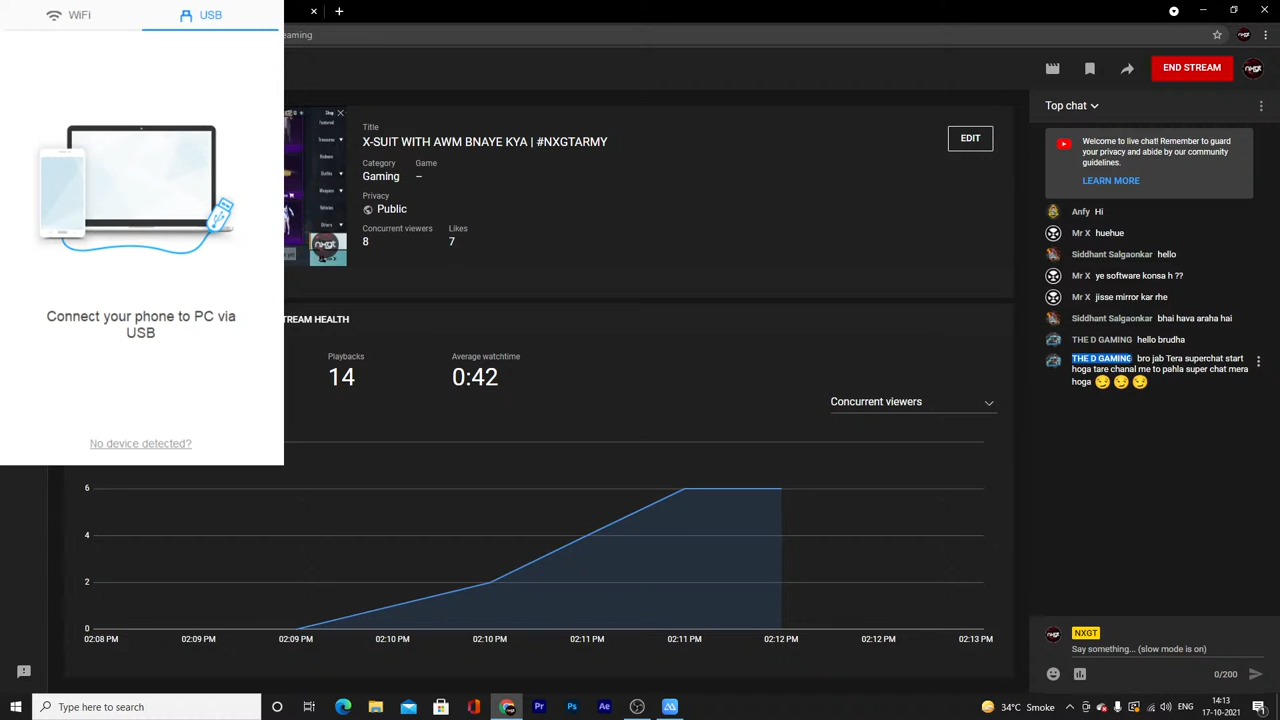 WiFi
USB
Connect your phone to PC via
USB
No device detected?
eaming
END STREAM
Title
X-SUIT WITH AWM BNAYE KYA | #NXGTARMY
EDIT
Category Game
Gaming –
Privacy
Public
Concurrent viewers Likes
8 7
TREAM HEALTH
Playbacks Average watchtime
14 0:42
Concurrent viewers
6
4
2
0
02:08 PM 02:09 PM 02:09 PM 02:10 PM 02:10 PM 02:11 PM 02:11 PM 02:12 PM 02:12 PM 02:13 PM
Top chat
Welcome to live chat! Remember to guard
your privacy and abide by our community
guidelines.
LEARN MORE
Anfy Hi
Mr X huehue
Siddhant Salgaonkar hello
Mr X ye software konsa h ??
Mr X jisse mirror kar rhe
Siddhant Salgaonkar bhai hava araha hai
THE D GAMING hello brudha
THE D GAMING bro jab Tera superchat start
hoga tare chanal me to pahla super chat mera
hoga 😏 😏 😏
NXGT
Say something... (slow mode is on)
0/200
Type here to search
34°C Smoke
14:13
17-10-2021